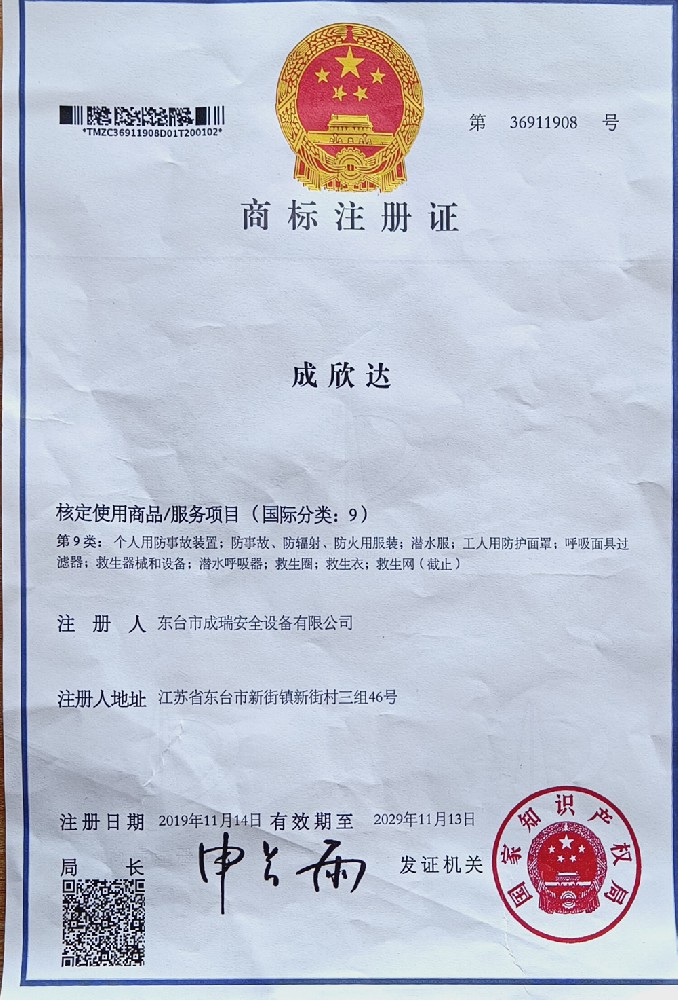 *TMZC36911908D01T200102*
第 36911908 号
商标注册证
成欣达
核定使用商品/服务项目（国际分类：9）
第9类：个人用防事故装置；防事故、防辐射、防火用服装；潜水服；工人用防护面罩；呼吸面具过
滤器；救生器械和设备；潜水呼吸器；救生圈；救生衣；救生网（截止）
注册人 东台市成瑞安全设备有限公司
注册人地址 江苏省东台市新街镇新街村三组46号
注册日期 2019年11月14日 有效期至 2029年11月13日
局长 申长雨 发证机关
国家知识产权局